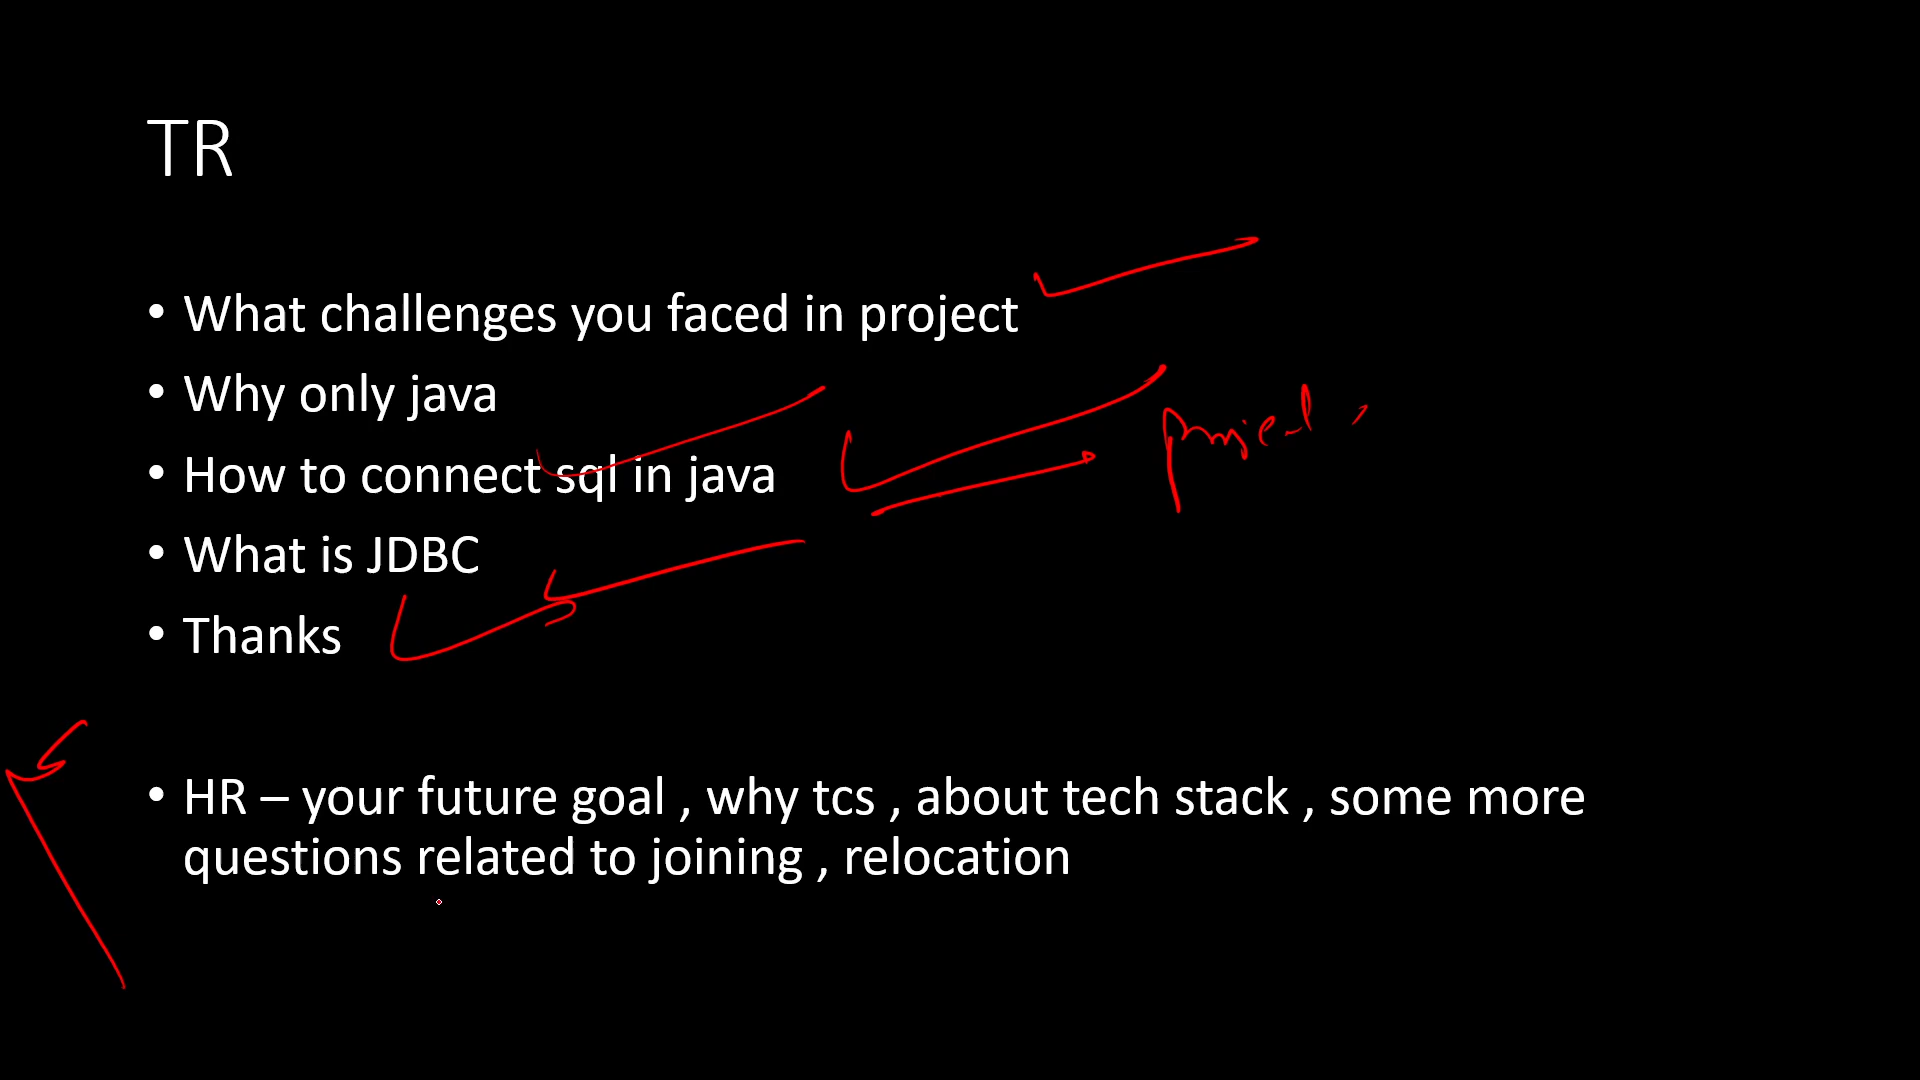 TR
• What challenges you faced in project
• Why only java
• How to connect sql in java
project
• What is JDBC
• Thanks
• HR – your future goal , why tcs , about tech stack , some more
questions related to joining , relocation